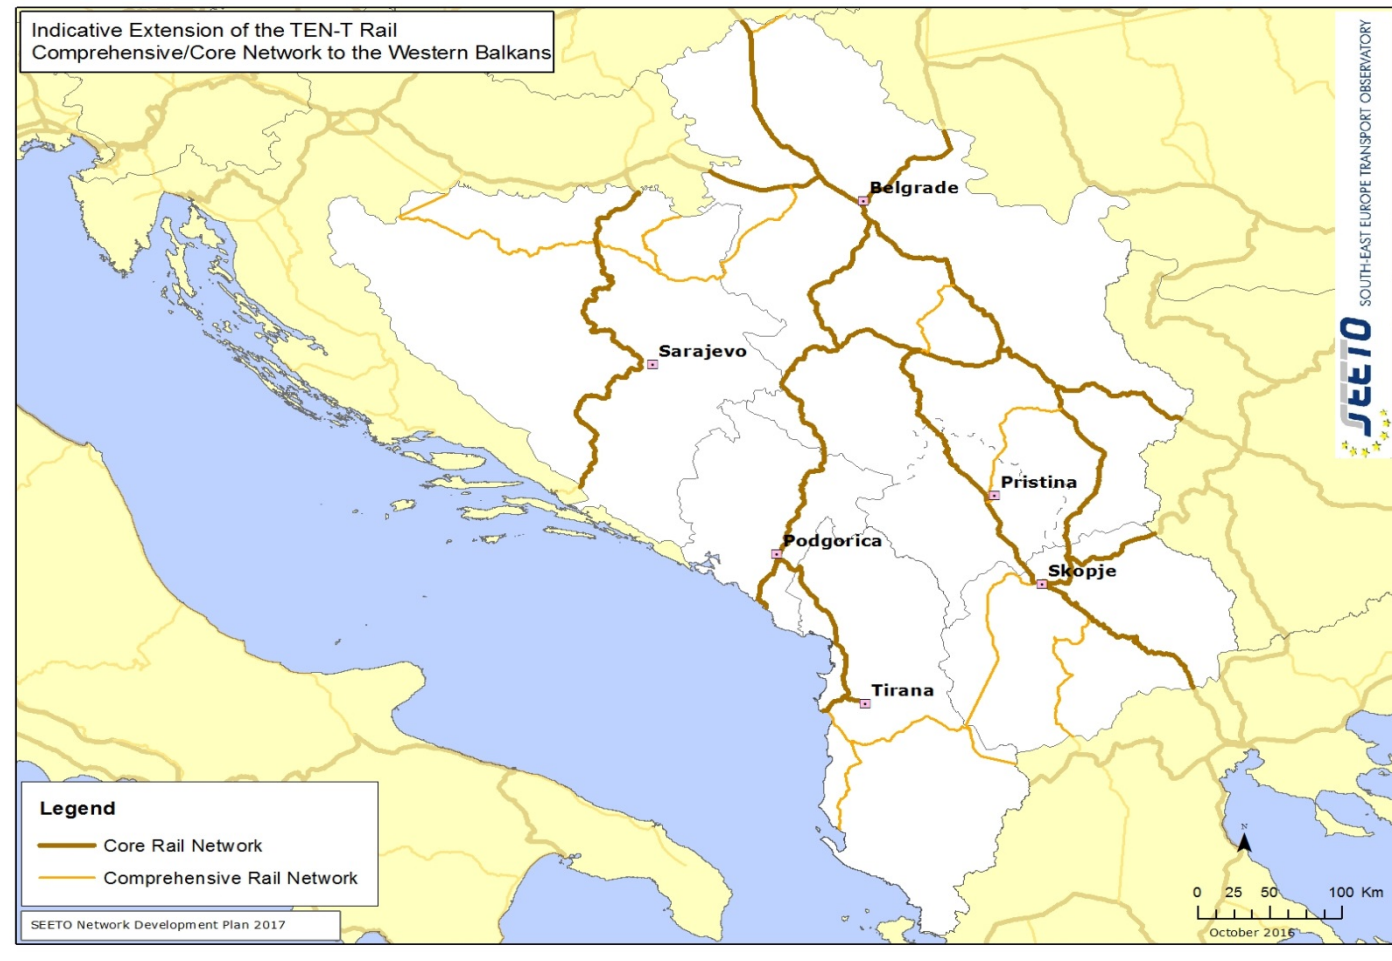 Indicative Extension of the TEN-T Rail
Comprehensive/Core Network to the Western Balkans
SEETO SOUTH-EAST EUROPE TRANSPORT OBSERVATORY
Belgrade
Sarajevo
Pristina
Podgorica
Skopje
Tirana
Legend
Core Rail Network
Comprehensive Rail Network
SEETO Network Development Plan 2017
N
0 25 50 100 Km
October 2016